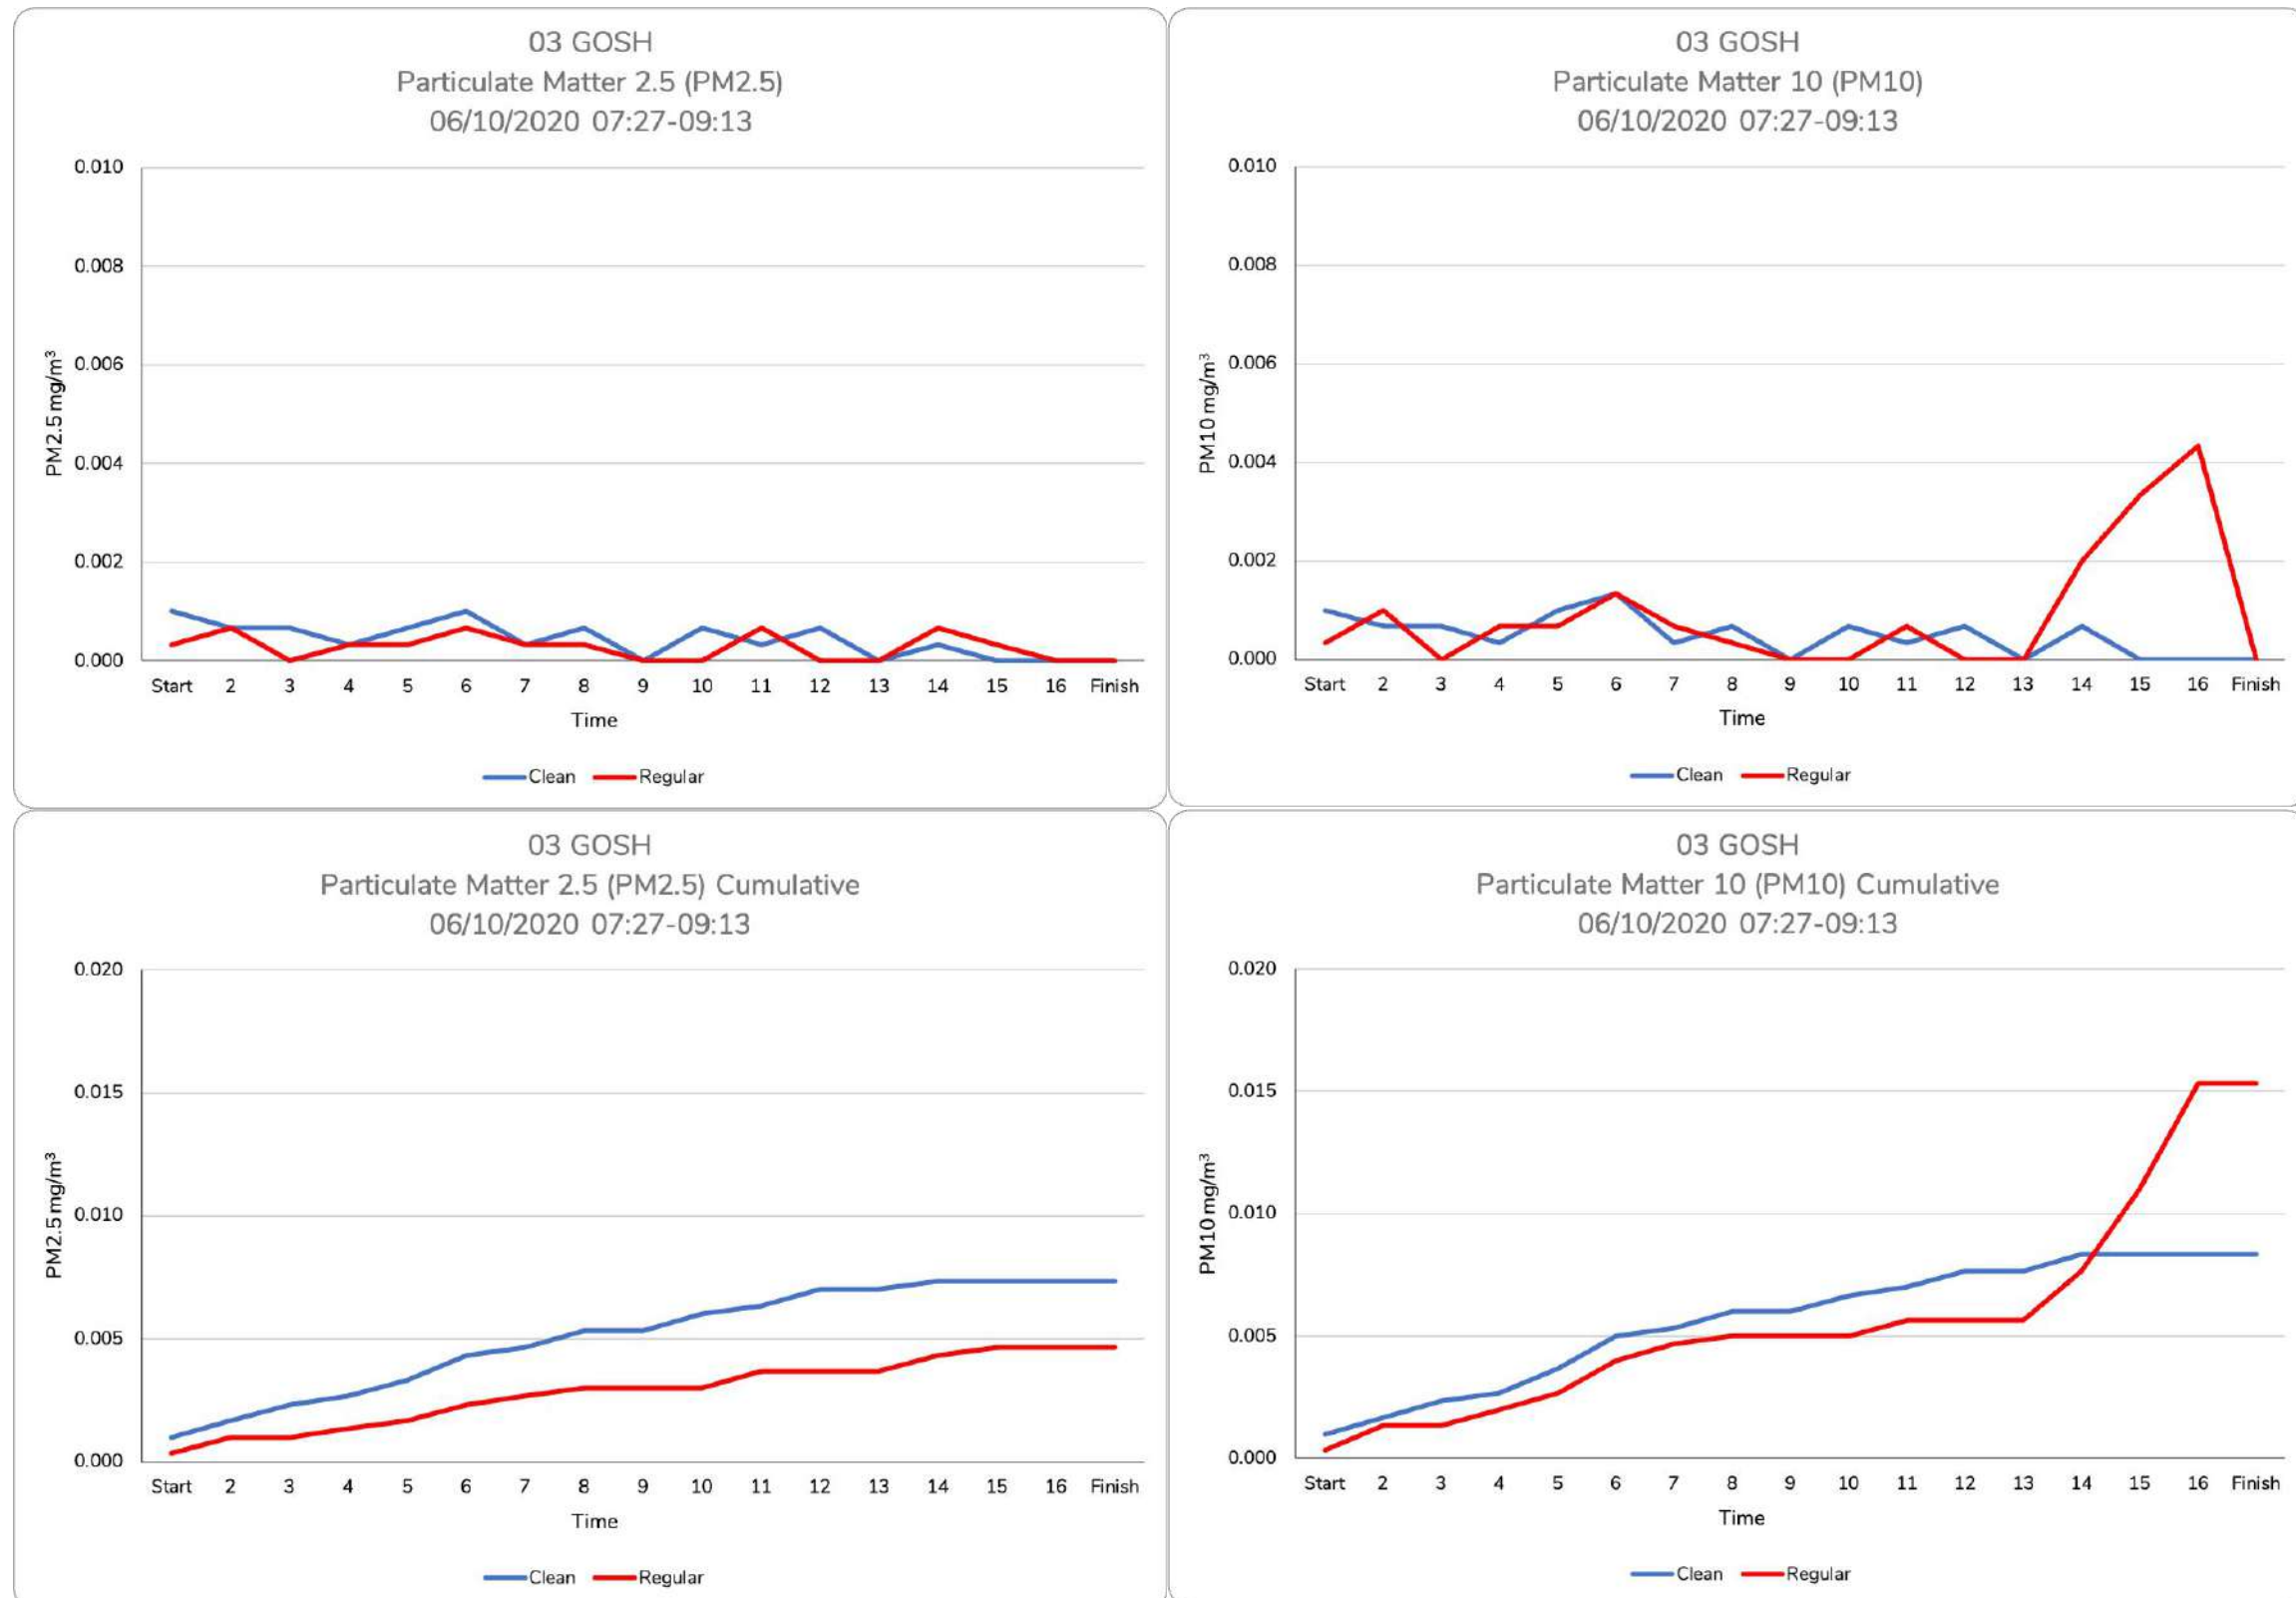 03 GOSH
Particulate Matter 2.5 (PM2.5)
06/10/2020 07:27-09:13
0.010
0.008
0.006
0.004
0.002
0.000
PM2.5 mg/m³
Start 2 3 4 5 6 7 8 9 10 11 12 13 14 15 16 Finish
Time
Clean Regular
03 GOSH
Particulate Matter 10 (PM10)
06/10/2020 07:27-09:13
0.010
0.008
0.006
0.004
0.002
0.000
PM10 mg/m³
Start 2 3 4 5 6 7 8 9 10 11 12 13 14 15 16 Finish
Time
Clean Regular
03 GOSH
Particulate Matter 2.5 (PM2.5) Cumulative
06/10/2020 07:27-09:13
0.020
0.015
0.010
0.005
0.000
PM2.5 mg/m³
Start 2 3 4 5 6 7 8 9 10 11 12 13 14 15 16 Finish
Time
Clean Regular
03 GOSH
Particulate Matter 10 (PM10) Cumulative
06/10/2020 07:27-09:13
0.020
0.015
0.010
0.005
0.000
PM10 mg/m³
Start 2 3 4 5 6 7 8 9 10 11 12 13 14 15 16 Finish
Time
Clean Regular